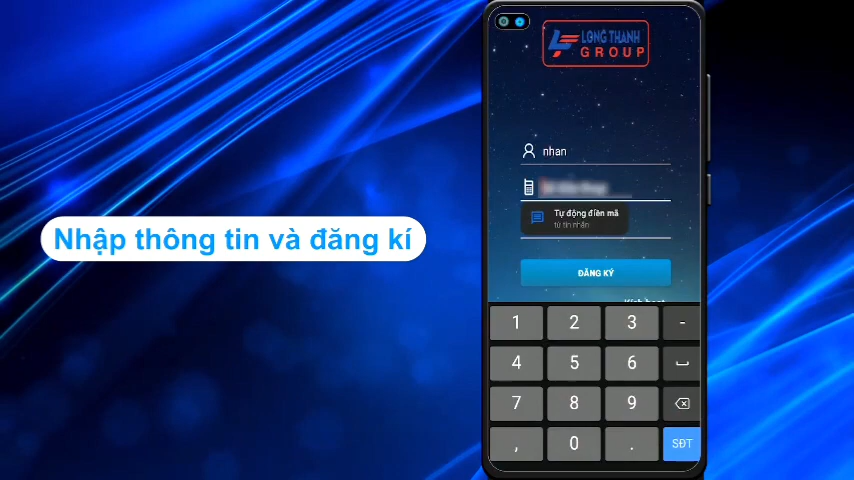 Nhập thông tin và đăng kí
LONG THANH
GROUP
nhan
Tự động điền mã
từ tin nhắn
ĐĂNG KÝ
1 2 3 -
4 5 6
7 8 9
, 0 . SĐT